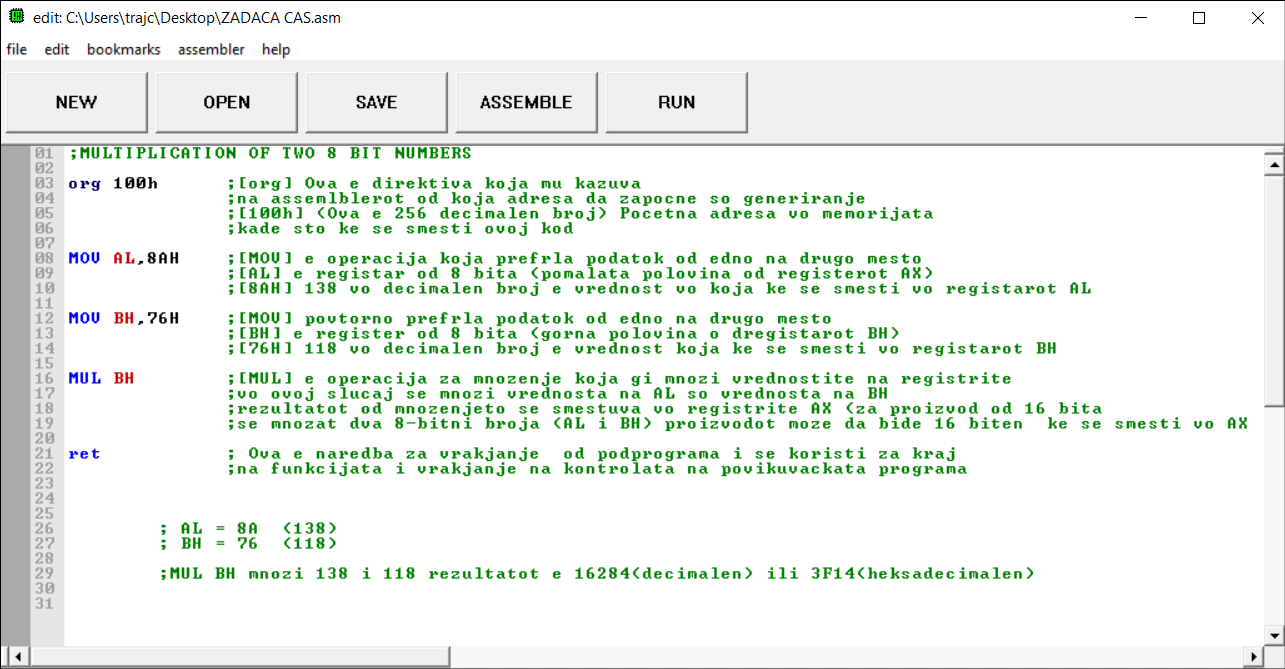 edit: C:\Users\trajc\Desktop\ZADACA CAS.asm
file edit bookmarks assembler help
NEW OPEN SAVE ASSEMBLE RUN
01 ;MULTIPLICATION OF TWO 8 BIT NUMBERS
02
03 org 100h ;[org] Ova e direktiva koja mu kazuva
04 ;na assemlblerot od koja adresa da zapocne so generiranje
05 ;[100h] (Ova e 256 decimalen broj) Pocetna adresa vo memorijata
06 ;kade sto ke se smesti ovoj kod
07
08 MOV AL,8AH ;[MOV] e operacija koja prefrla podatok od edno na drugo mesto
09 ;[AL] e registar od 8 bita (pomalata polovina od registerot AX)
10 ;[8AH] 138 vo decimalen broj e vrednost vo koja ke se smesti vo registarot AL
11
12 MOV BH,76H ;[MOV] povtorno prefrla podatok od edno na drugo mesto
13 ;[BH] e register od 8 bita (gorna polovina o dregistarot BH)
14 ;[76H] 118 vo decimalen broj e vrednost koja ke se smesti vo registarot BH
15
16 MUL BH ;[MUL] e operacija za mnozenje koja gi mnozi vrednostite na registrite
17 ;vo ovoj slucaj se mnozi vrednosta na AL so vrednosta na BH
18 ;rezultatot od mnozenjeto se smestuva vo registrite AX (za proizvod od 16 bita
19 ;se mnozat dva 8-bitni broja (AL i BH) proizvodot moze da bide 16 biten  ke se smesti vo AX
20
21 ret ; Ova e naredba za vrakjanje  od podprograma i se koristi za kraj
22 ;na funkcijata i vrakjanje na kontrolata na povikuvackata programa
23
24
25
26 ; AL = 8A  (138)
27 ; BH = 76  (118)
28
29 ;MUL BH mnozi 138 i 118 rezultatot e 16284(decimalen) ili 3F14(heksadecimalen)
30
31